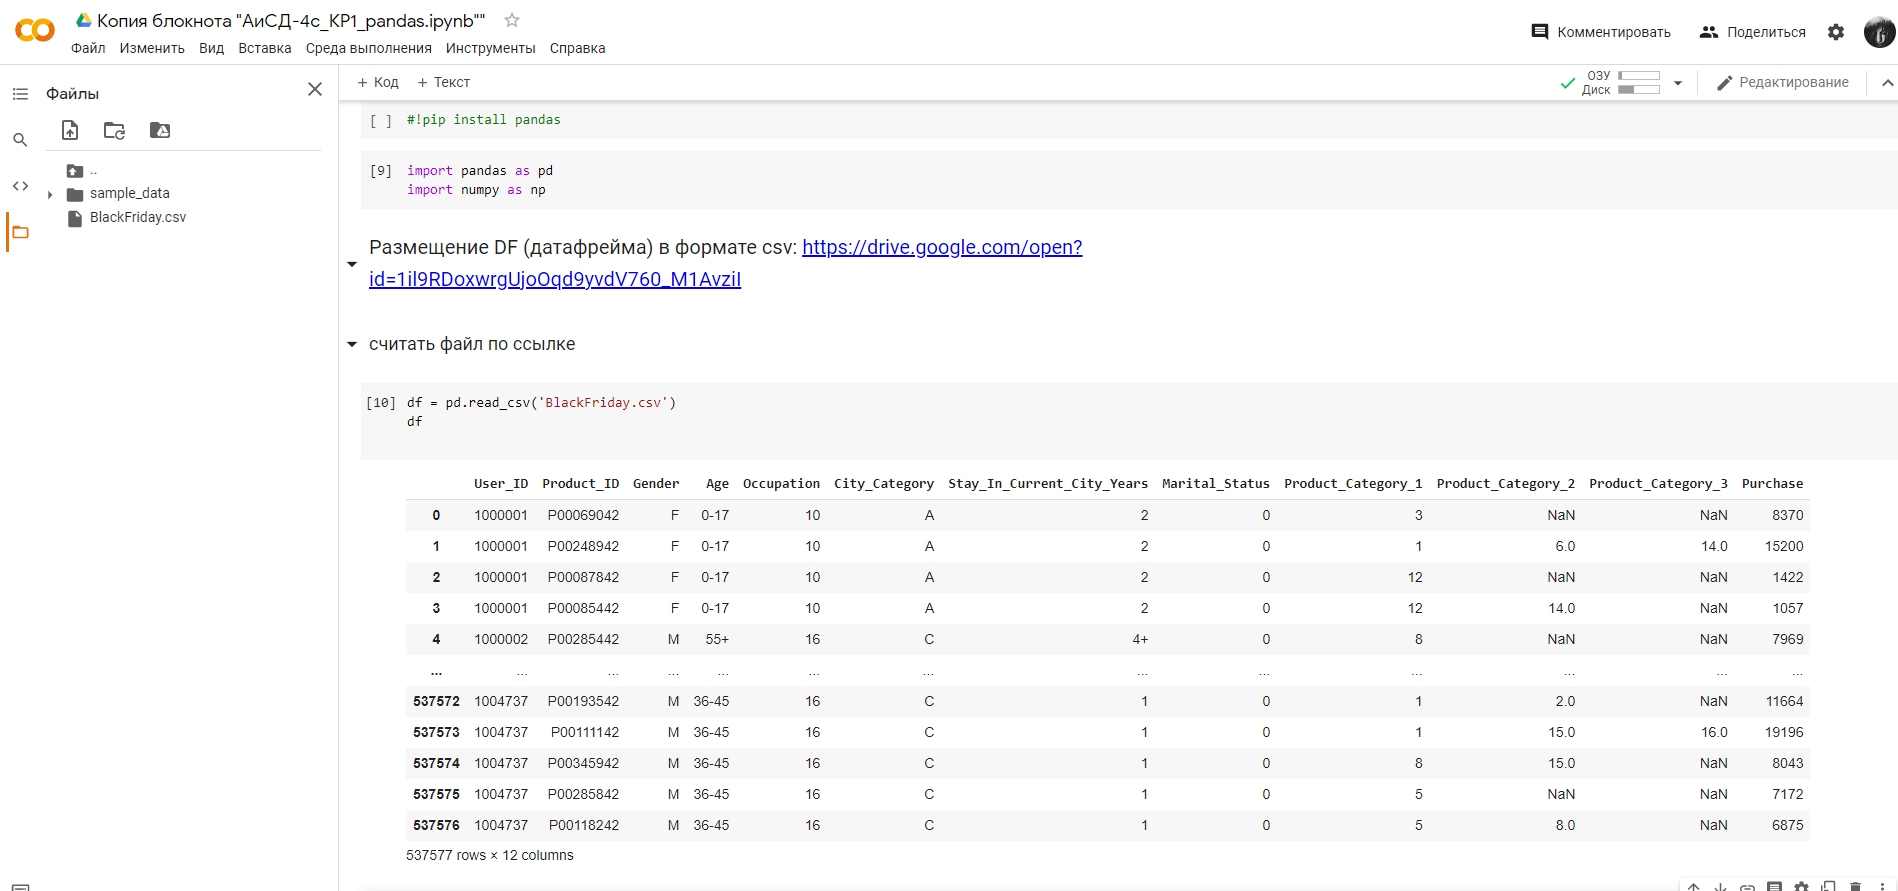 Копия блокнота "АиСД-4с_КР1_pandas.ipynb""
Файл Изменить Вид Вставка Среда выполнения Инструменты Справка
Комментировать Поделиться
Файлы
..
sample_data
BlackFriday.csv
+ Код + Текст
ОЗУ
Диск
Редактирование
[ ] #!pip install pandas
[9] import pandas as pd
import numpy as np
Размещение DF (датафрейма) в формате csv: https://drive.google.com/open?
id=1il9RDoxwrgUjoOqd9yvdV760_M1AvziI
считать файл по ссылке
[10] df = pd.read_csv('BlackFriday.csv')
df
User_ID Product_ID Gender Age Occupation City_Category Stay_In_Current_City_Years Marital_Status Product_Category_1 Product_Category_2 Product_Category_3 Purchase
0 1000001 P00069042 F 0-17 10 A 2 0 3 NaN NaN 8370
1 1000001 P00248942 F 0-17 10 A 2 0 1 6.0 14.0 15200
2 1000001 P00087842 F 0-17 10 A 2 0 12 NaN NaN 1422
3 1000001 P00085442 F 0-17 10 A 2 0 12 14.0 NaN 1057
4 1000002 P00285442 M 55+ 16 C 4+ 0 8 NaN NaN 7969
... ... ... ... ... ... ... ... ... ... ... ... ...
537572 1004737 P00193542 M 36-45 16 C 1 0 1 2.0 NaN 11664
537573 1004737 P00111142 M 36-45 16 C 1 0 1 15.0 16.0 19196
537574 1004737 P00345942 M 36-45 16 C 1 0 8 15.0 NaN 8043
537575 1004737 P00285842 M 36-45 16 C 1 0 5 NaN NaN 7172
537576 1004737 P00118242 M 36-45 16 C 1 0 5 8.0 NaN 6875
537577 rows × 12 columns